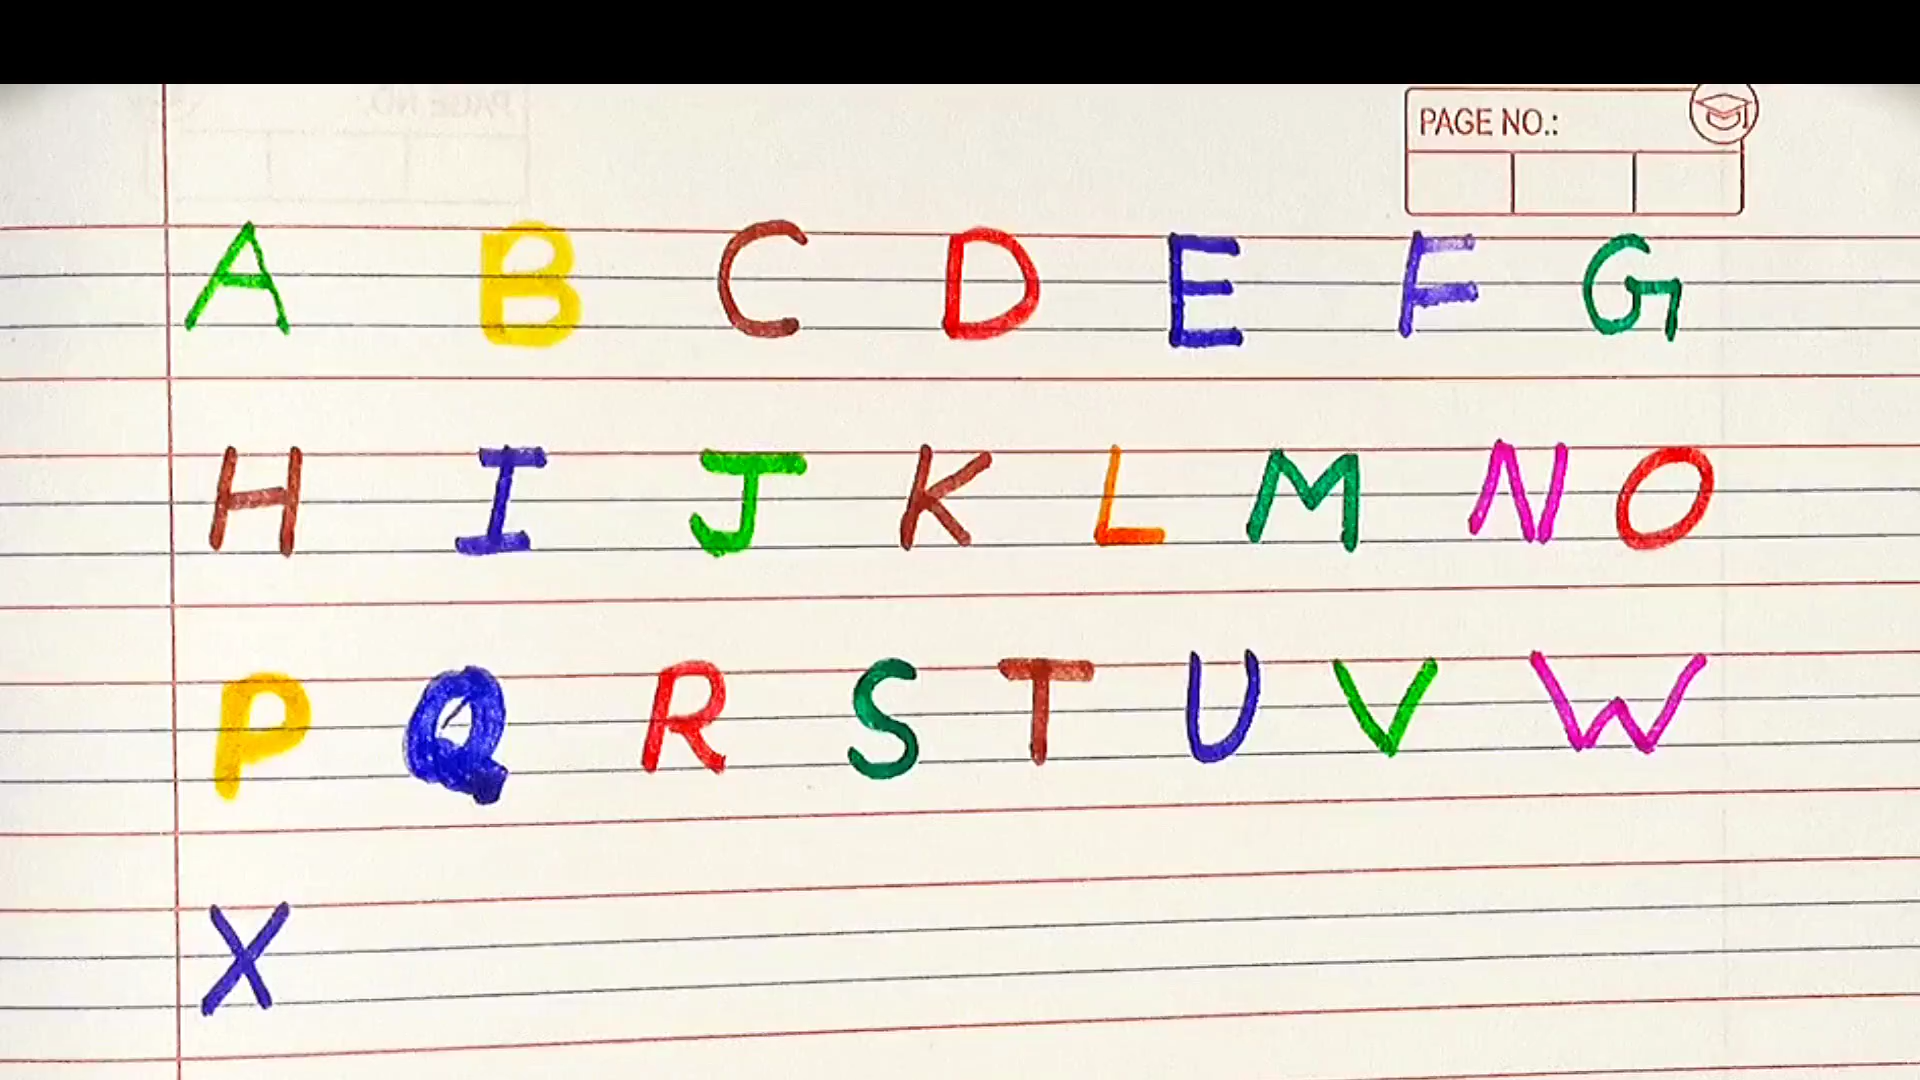 PAGE NO.:
A B C D E F G
H I J K L M N O
P Q R S T U V W
X